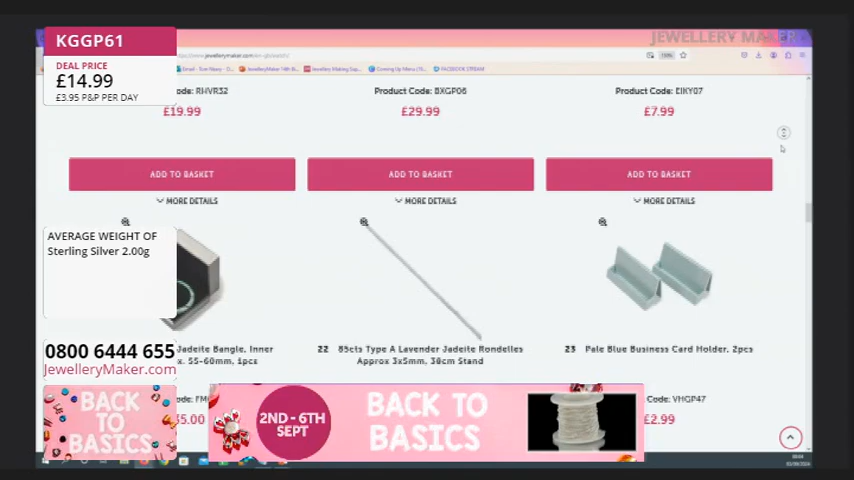 KGGP61
DEAL PRICE
£14.99
£3.95 P&P PER DAY
JEWELLERY MAKER
Code: RHVR32
£19.99
Product Code: BXGP06
£29.99
Product Code: EIKY07
£7.99
ADD TO BASKET
ADD TO BASKET
ADD TO BASKET
MORE DETAILS
MORE DETAILS
MORE DETAILS
AVERAGE WEIGHT OF
Sterling Silver 2.00g
0800 6444 655
JewelleryMaker.com
Jadeite Bangle, Inner
55-60mm, 1pcs
22 85cts Type A Lavender Jadeite Rondelles
Approx 3x5mm, 38cm Stand
23 Pale Blue Business Card Holder, 2pcs
VHGP47
£2.99
BACK
TO
BASICS
2ND - 6TH
SEPT
BACK TO
BASICS